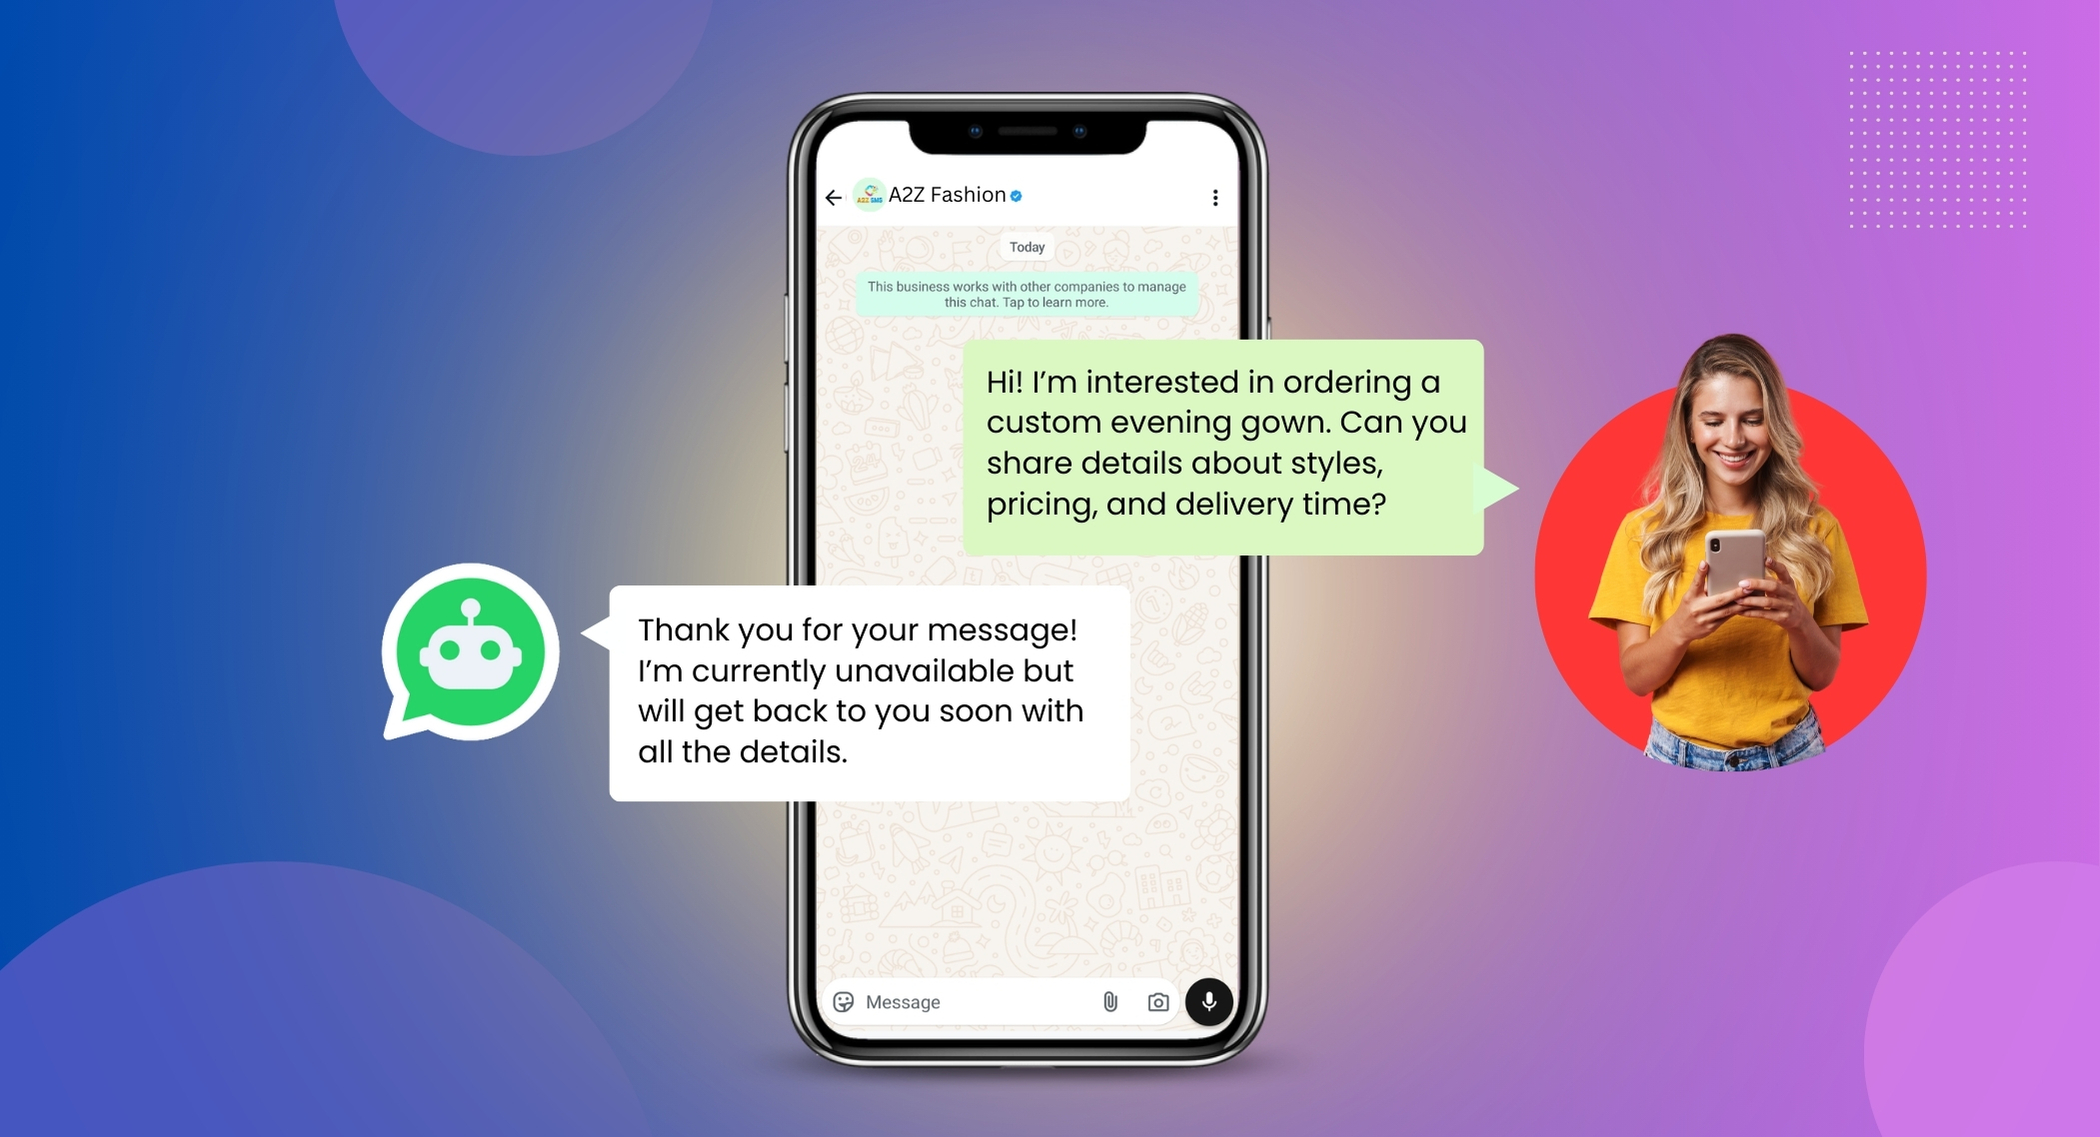 A2Z SMS
A2Z Fashion
Today
This business works with other companies to manage
this chat. Tap to learn more.
Hi! I’m interested in ordering a
custom evening gown. Can you
share details about styles,
pricing, and delivery time?
Thank you for your message!
I’m currently unavailable but
will get back to you soon with
all the details.
Message